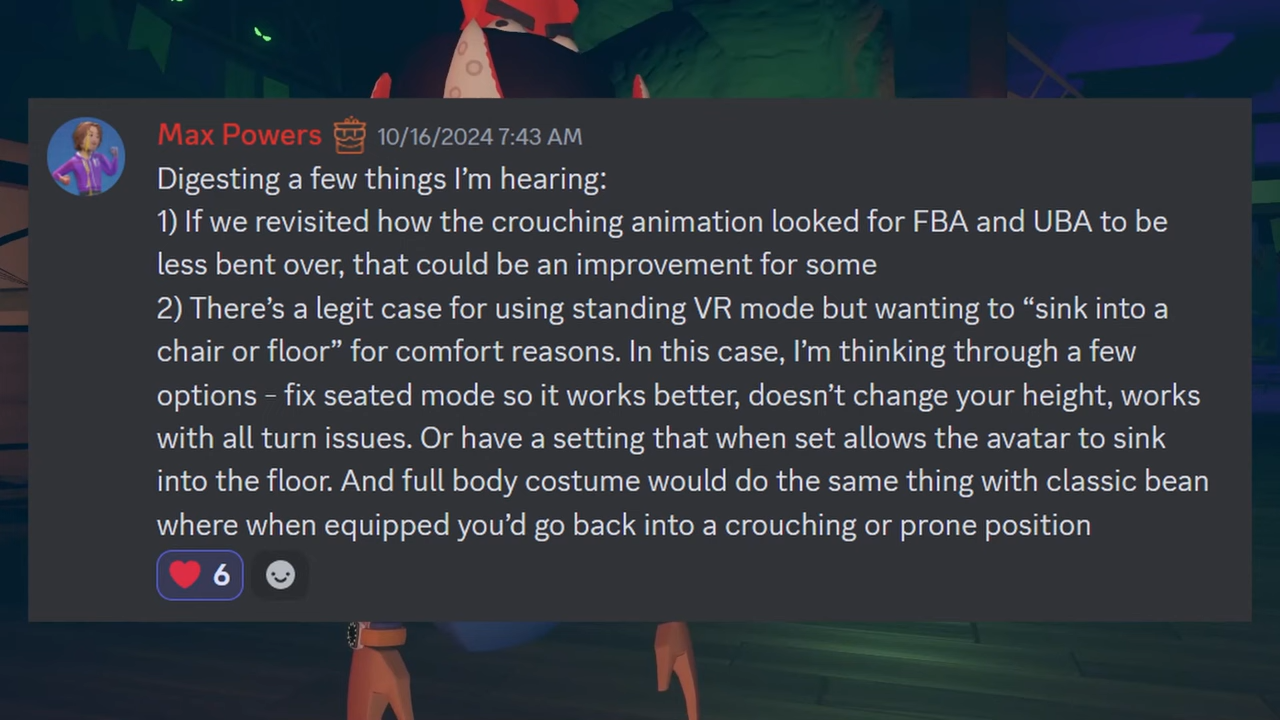 Max Powers 10/16/2024 7:43 AM
Digesting a few things I’m hearing:
1) If we revisited how the crouching animation looked for FBA and UBA to be
less bent over, that could be an improvement for some
2) There’s a legit case for using standing VR mode but wanting to “sink into a
chair or floor” for comfort reasons. In this case, I’m thinking through a few
options - fix seated mode so it works better, doesn’t change your height, works
with all turn issues. Or have a setting that when set allows the avatar to sink
into the floor. And full body costume would do the same thing with classic bean
where when equipped you’d go back into a crouching or prone position
6